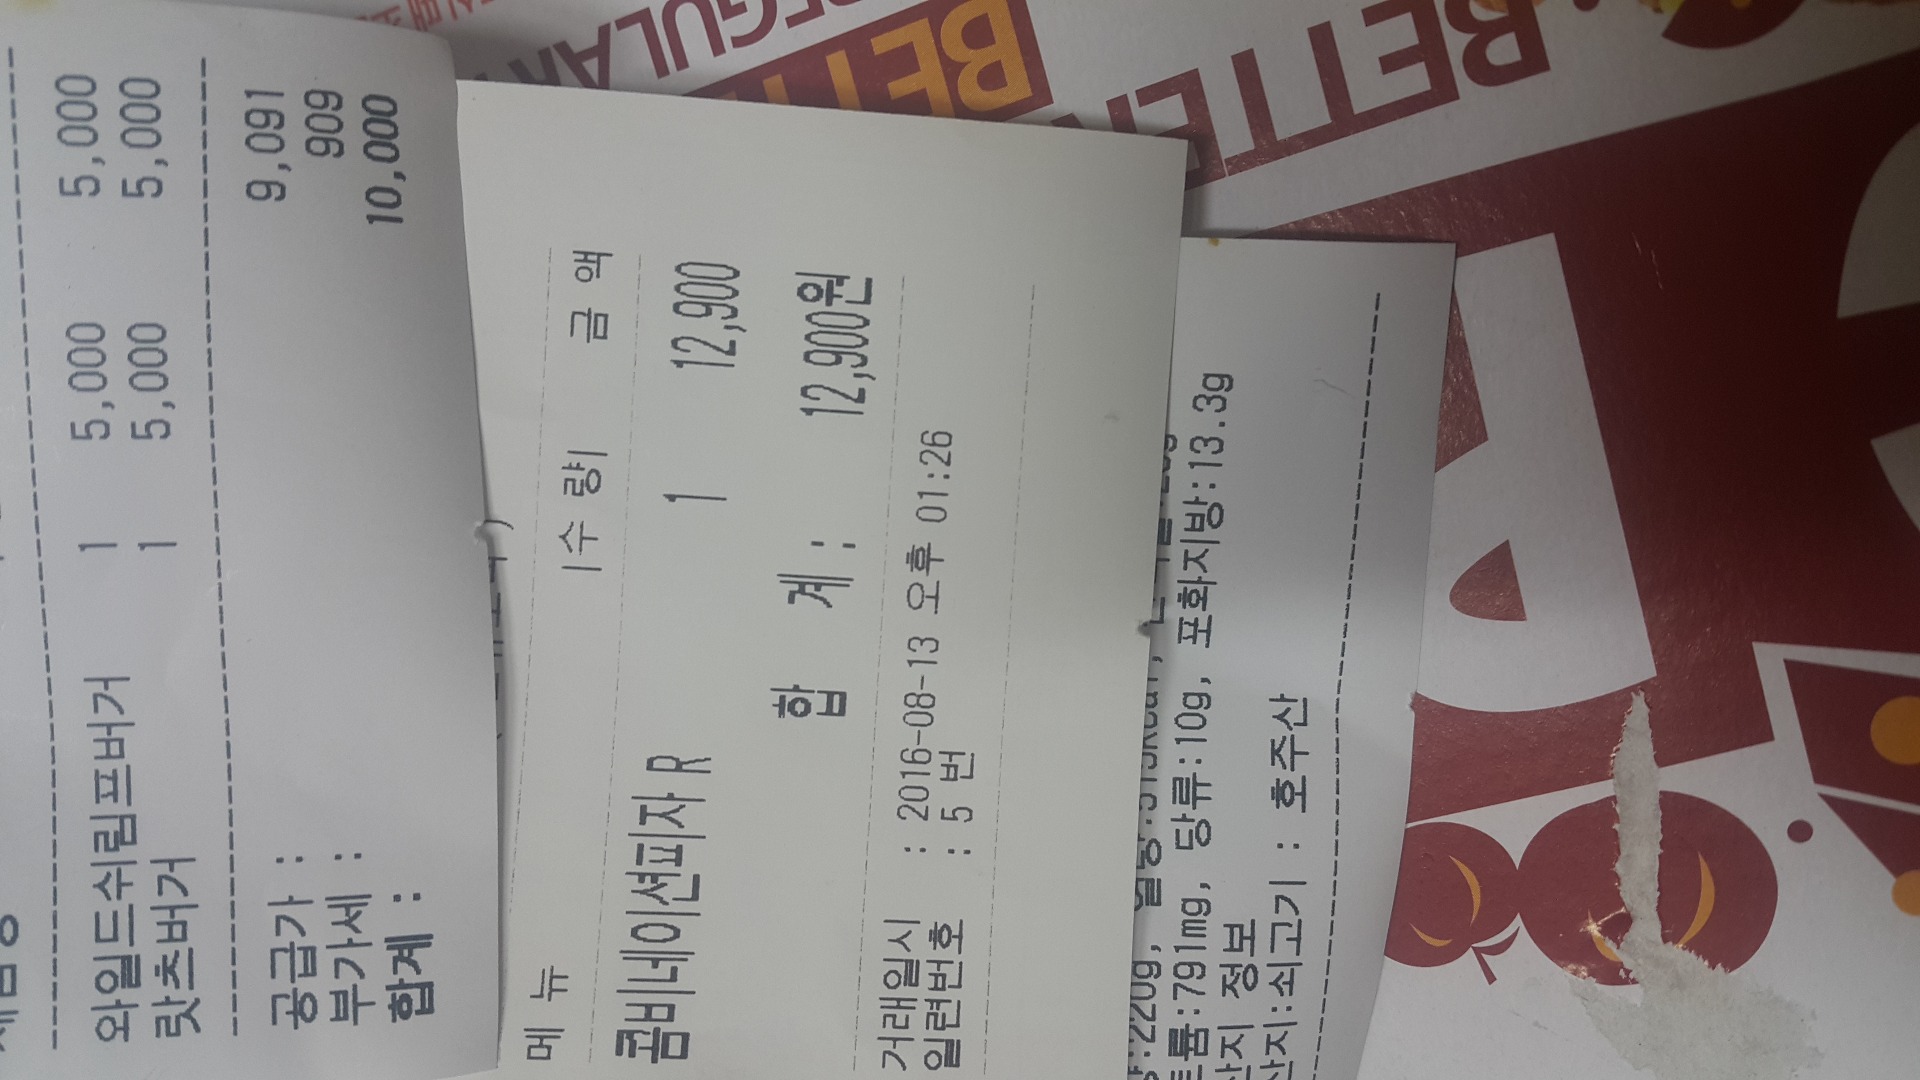 와일드쉬림프버거 1 5,000 5,000
랏츠버거 1 5,000 5,000
공급가 : 9,091
부가세 : 909
합계 : 10,000
메 뉴 |수 량| 금 액
콤비네이션피자 R 1 12,900
합 계 : 12,900원
거래일시 : 2016-08-13 오후 01:26
일련번호 : 5 번
:220g,
륨:791mg, 당류:10g, 포화지방:13.3g
산지 정보
산지:쇠고기 : 호주산
REGULAR
BETTE
BETTER